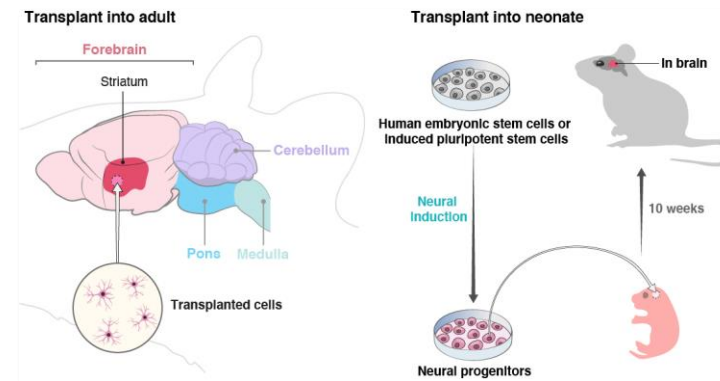 Transplant into adult
Forebrain
Striatum
Cerebellum
Pons
Medulla
Transplanted cells
Transplant into neonate
Human embryonic stem cells or
Induced pluripotent stem cells
Neural
Induction
Neural progenitors
10 weeks
In brain